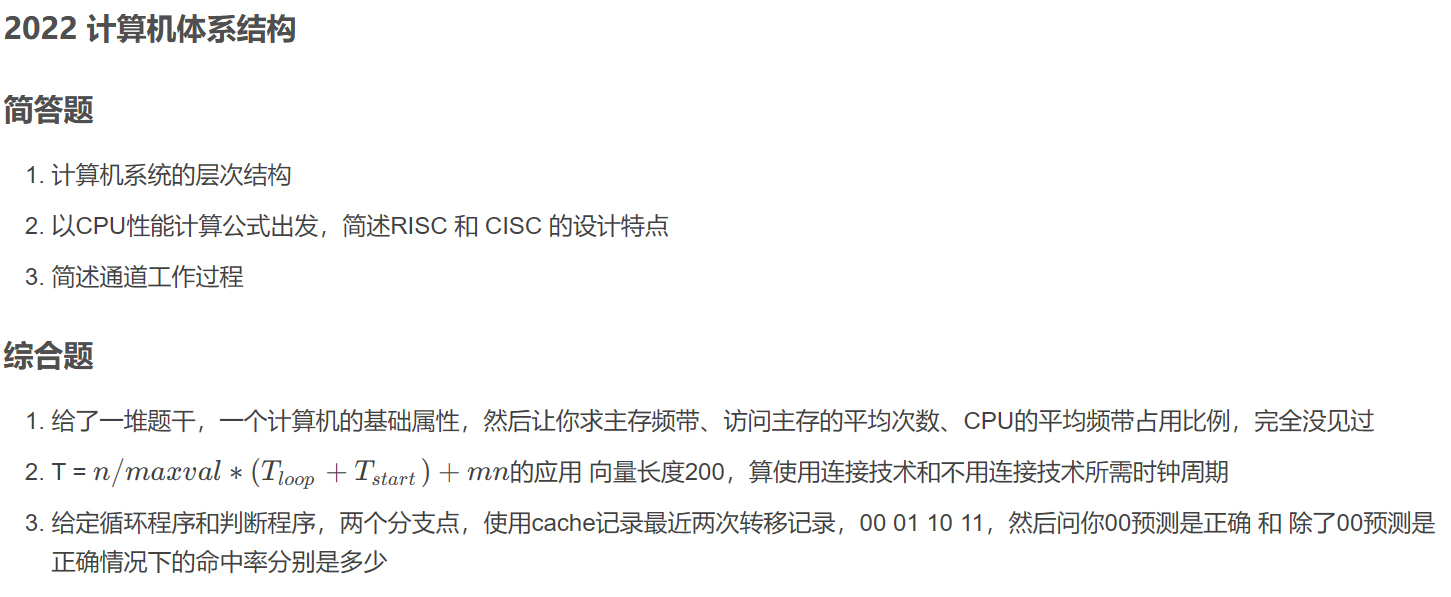 2022 计算机体系结构
简答题
1. 计算机系统的层次结构
2. 以CPU性能计算公式出发，简述RISC 和 CISC 的设计特点
3. 简述通道工作过程
综合题
1. 给了一堆题干，一个计算机的基础属性，然后让你求主存频带、访问主存的平均次数、CPU的平均频带占用比例，完全没见过
2. T = n/maxval * (T_loop + T_start) + mn的应用 向量长度200，算使用连接技术和不用连接技术所需时钟周期
3. 给定循环程序和判断程序，两个分支点，使用cache记录最近两次转移记录，00 01 10 11，然后问你00预测是正确 和 除了00预测是
正确情况下的命中率分别是多少